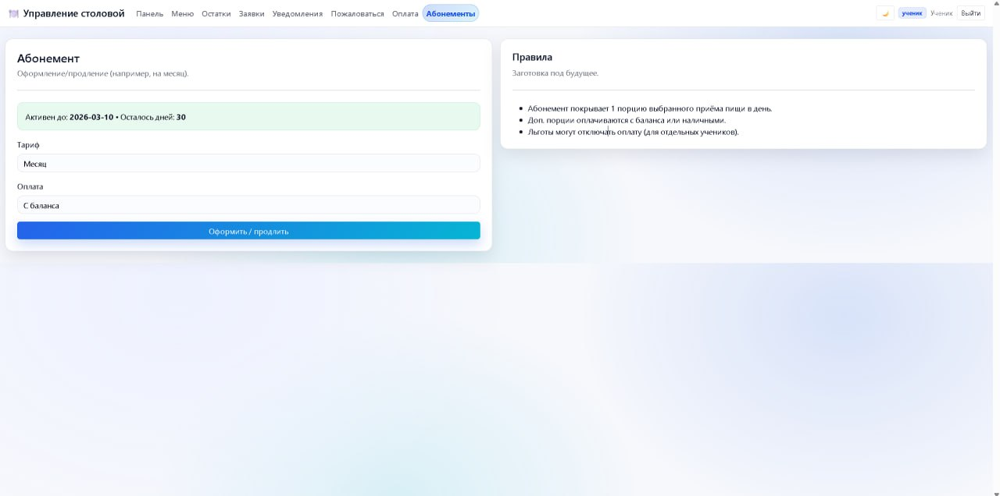 Управление столовой Панель Меню Остатки Заявки Уведомления Пожаловаться Оплата Абонементы ученик Ученик Выйти
Абонемент
Оформление/продление (например, на месяц).
Активен до: 2026-03-10 • Осталось дней: 30
Тариф
Месяц
Оплата
С баланса
Оформить / продлить
Правила
Заготовка под будущее.
• Абонемент покрывает 1 порцию выбранного приёма пищи в день.
• Доп. порции оплачиваются с баланса или наличными.
• Льготы могут отключать оплату (для отдельных учеников).